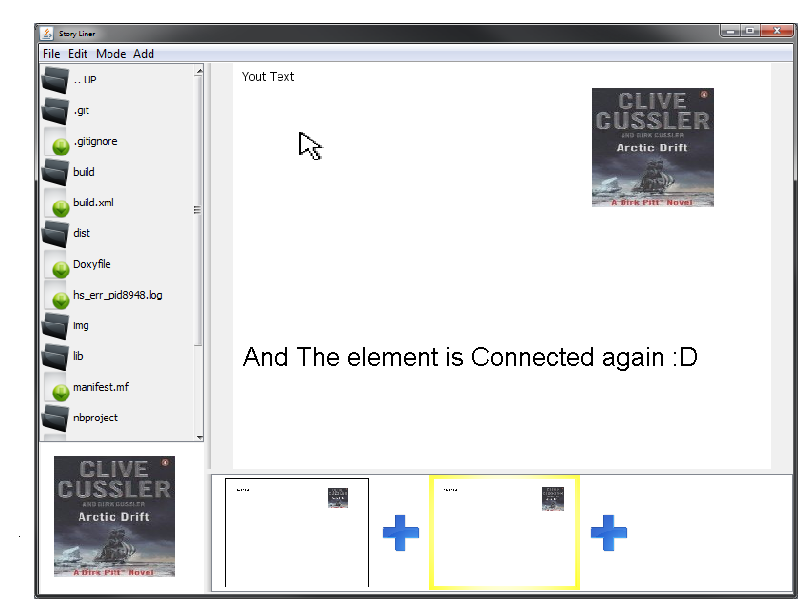 Story Liner
File Edit Mode Add
.. UP
.git
.gitignore
build
build.xml
dist
Doxyfile
hs_err_pid8948.log
img
lib
manifest.mf
nbproject
Yout Text
CLIVE
CUSSLER
AND DIRK CUSSLER
Arctic Drift
A Dirk Pitt® Novel
And The element is Connected again :D
CLIVE
CUSSLER
AND DIRK CUSSLER
Arctic Drift
A Dirk Pitt® Novel